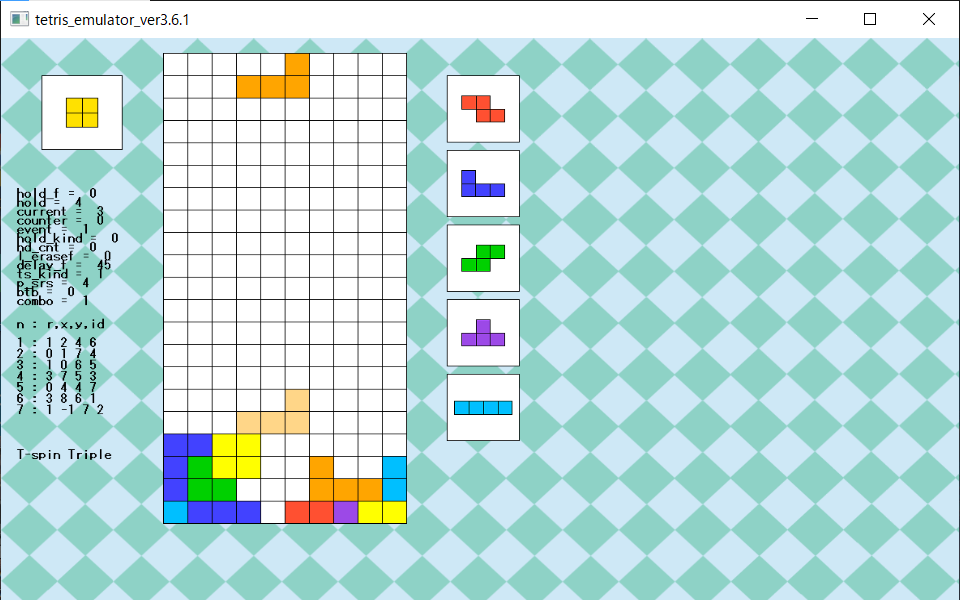 tetris_emulator_ver3.6.1
hold_f = 0
hold = 4
current = 3
counter = 0
event = 1
hold_kind = 0
hd_cnt = 0
l_erasef = 0
delay_f = 45
ts_kind = 1
p_srs = 4
btb = 0
combo = 1
n : r,x,y,id
1 : 1 2 4 6
2 : 0 1 7 4
3 : 1 0 6 5
4 : 3 7 5 3
5 : 0 4 4 7
6 : 3 8 6 1
7 : 1 -1 7 2
T-spin Triple